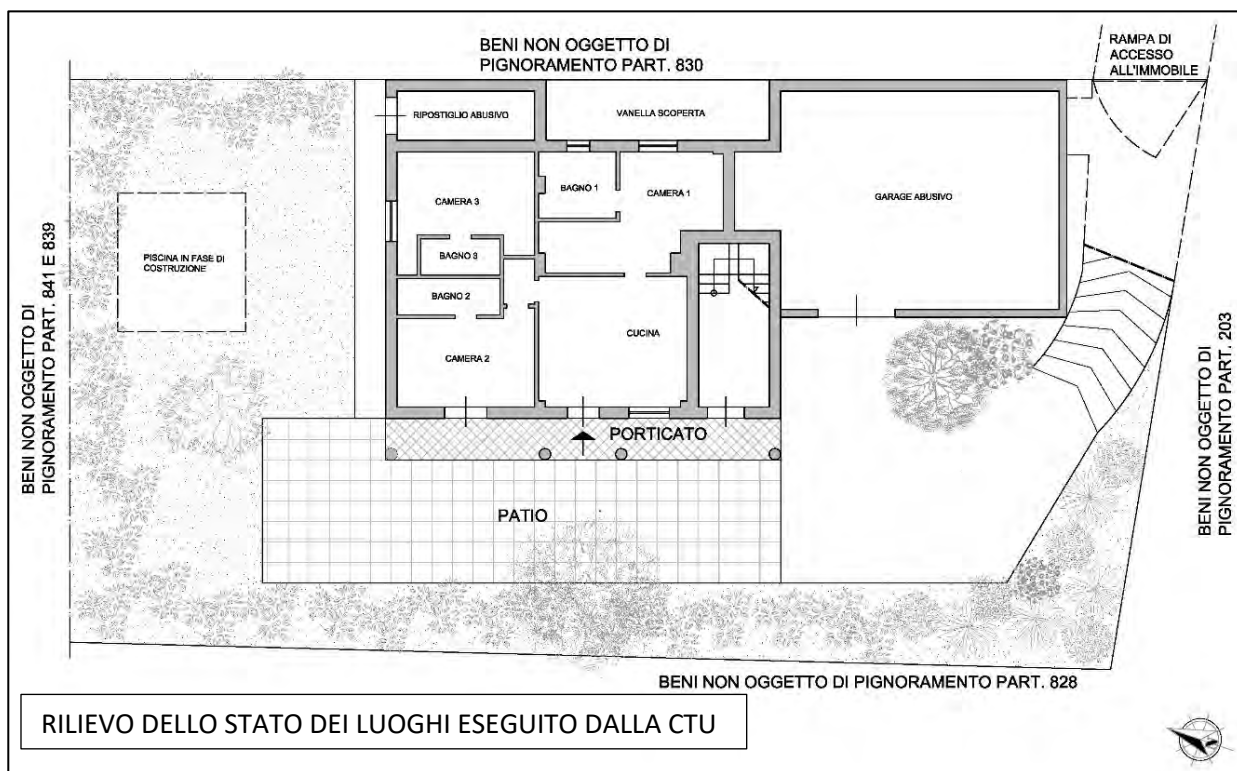 BENI NON OGGETTO DI
PIGNORAMENTO PART. 830
RAMPA DI
ACCESSO
ALL'IMMOBILE
RIPOSTIGLIO ABUSIVO
VANELLA SCOPERTA
BAGNO 1
CAMERA 1
CAMERA 3
GARAGE ABUSIVO
BENI NON OGGETTO DI
PIGNORAMENTO PART. 841 E 839
PISCINA IN FASE DI
COSTRUZIONE
BAGNO 3
BAGNO 2
CUCINA
CAMERA 2
BENI NON OGGETTO DI
PIGNORAMENTO PART. 203
PORTICATO
PATIO
BENI NON OGGETTO DI PIGNORAMENTO PART. 828
RILIEVO DELLO STATO DEI LUOGHI ESEGUITO DALLA CTU